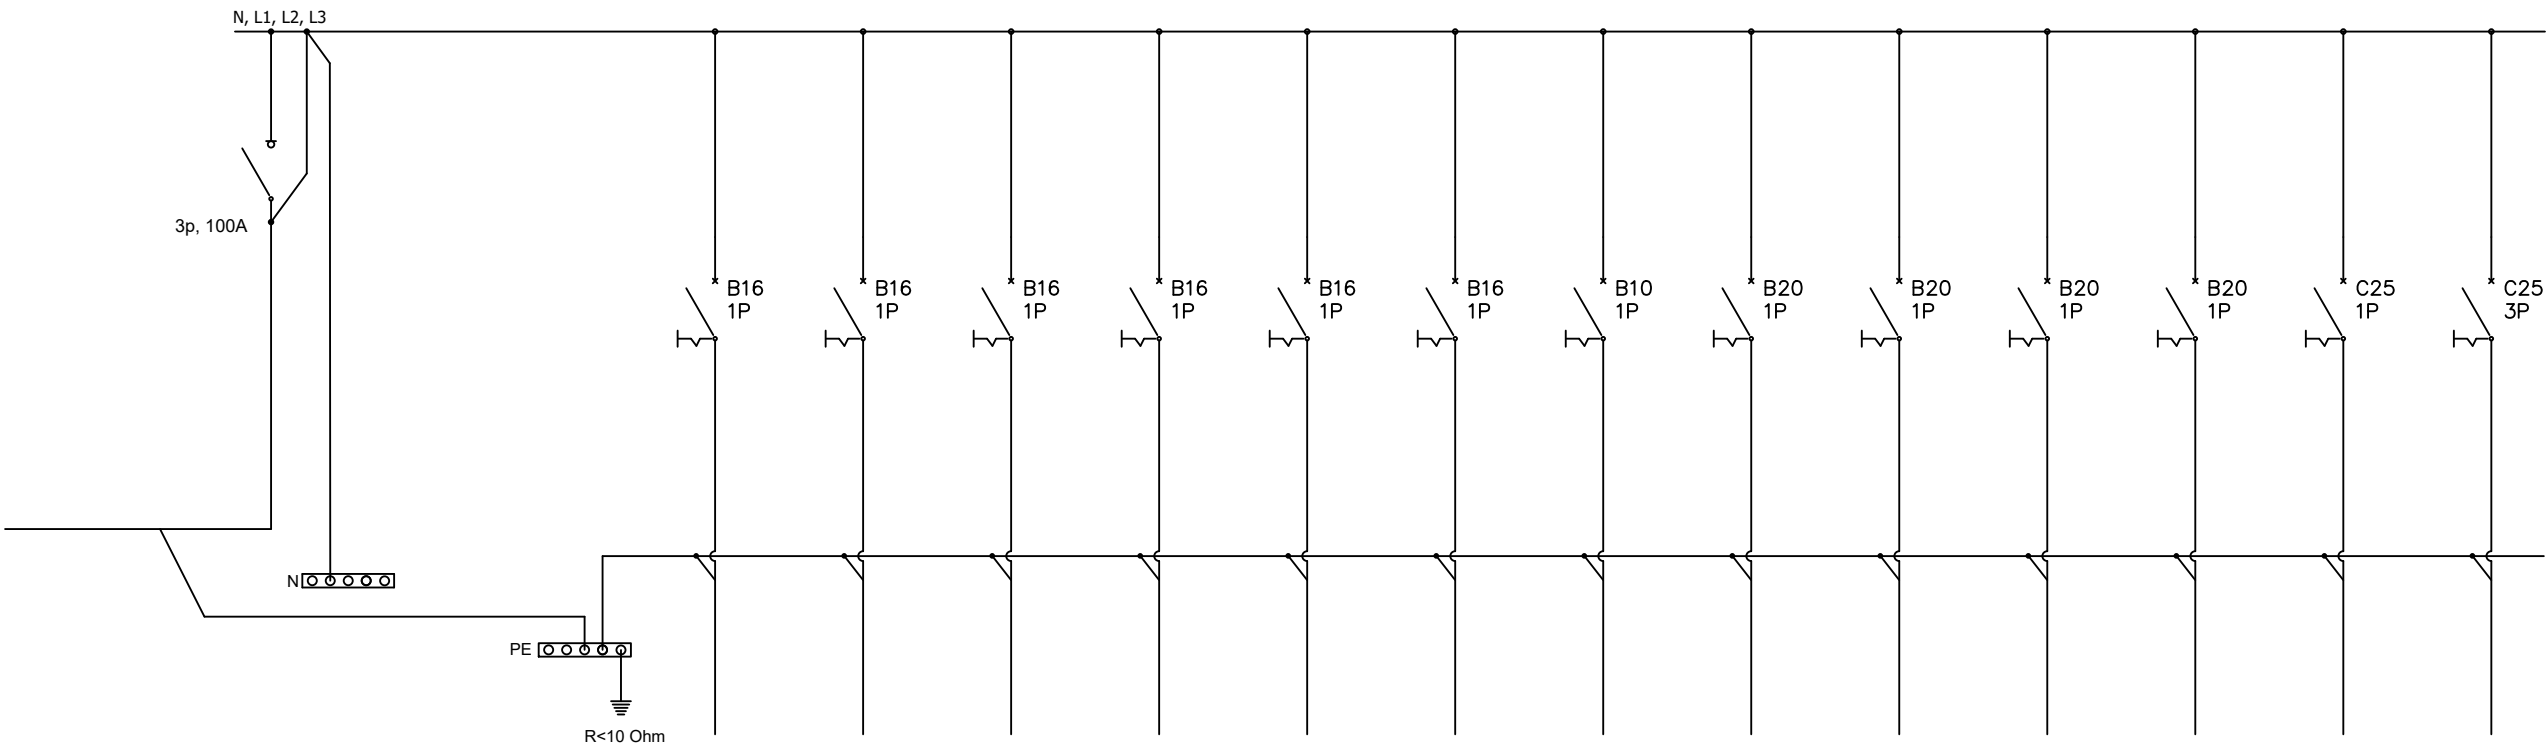 N, L1, L2, L3
3p, 100A
B16
1P
B16
1P
B16
1P
B16
1P
B16
1P
B16
1P
B10
1P
B20
1P
B20
1P
B20
1P
B20
1P
C25
1P
C25
3P
N
PE
R<10 Ohm